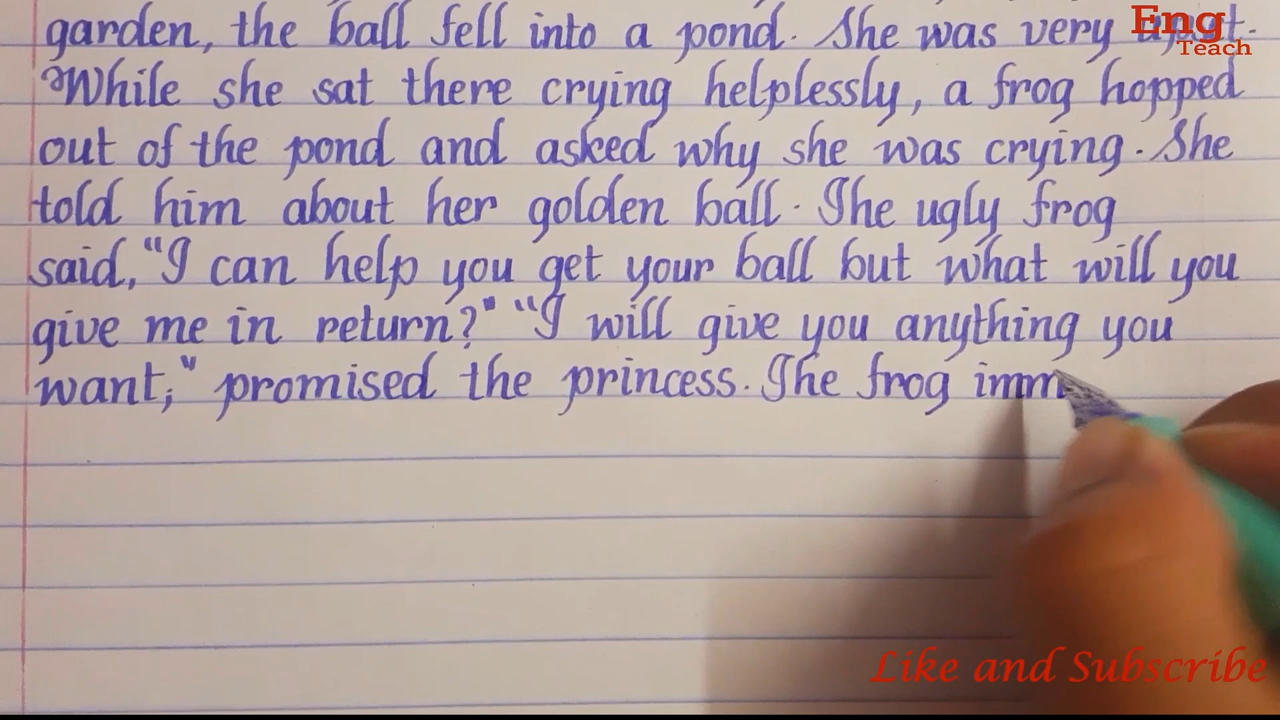 garden, the ball fell into a pond. She was very upset.
While she sat there crying helplessly, a frog hopped
out of the pond and asked why she was crying. She
told him about her golden ball. The ugly frog
said, "I can help you get your ball but what will you
give me in return?" "I will give you anything you
want," promised the princess. The frog imm
Eng
Teach
Like and Subscribe